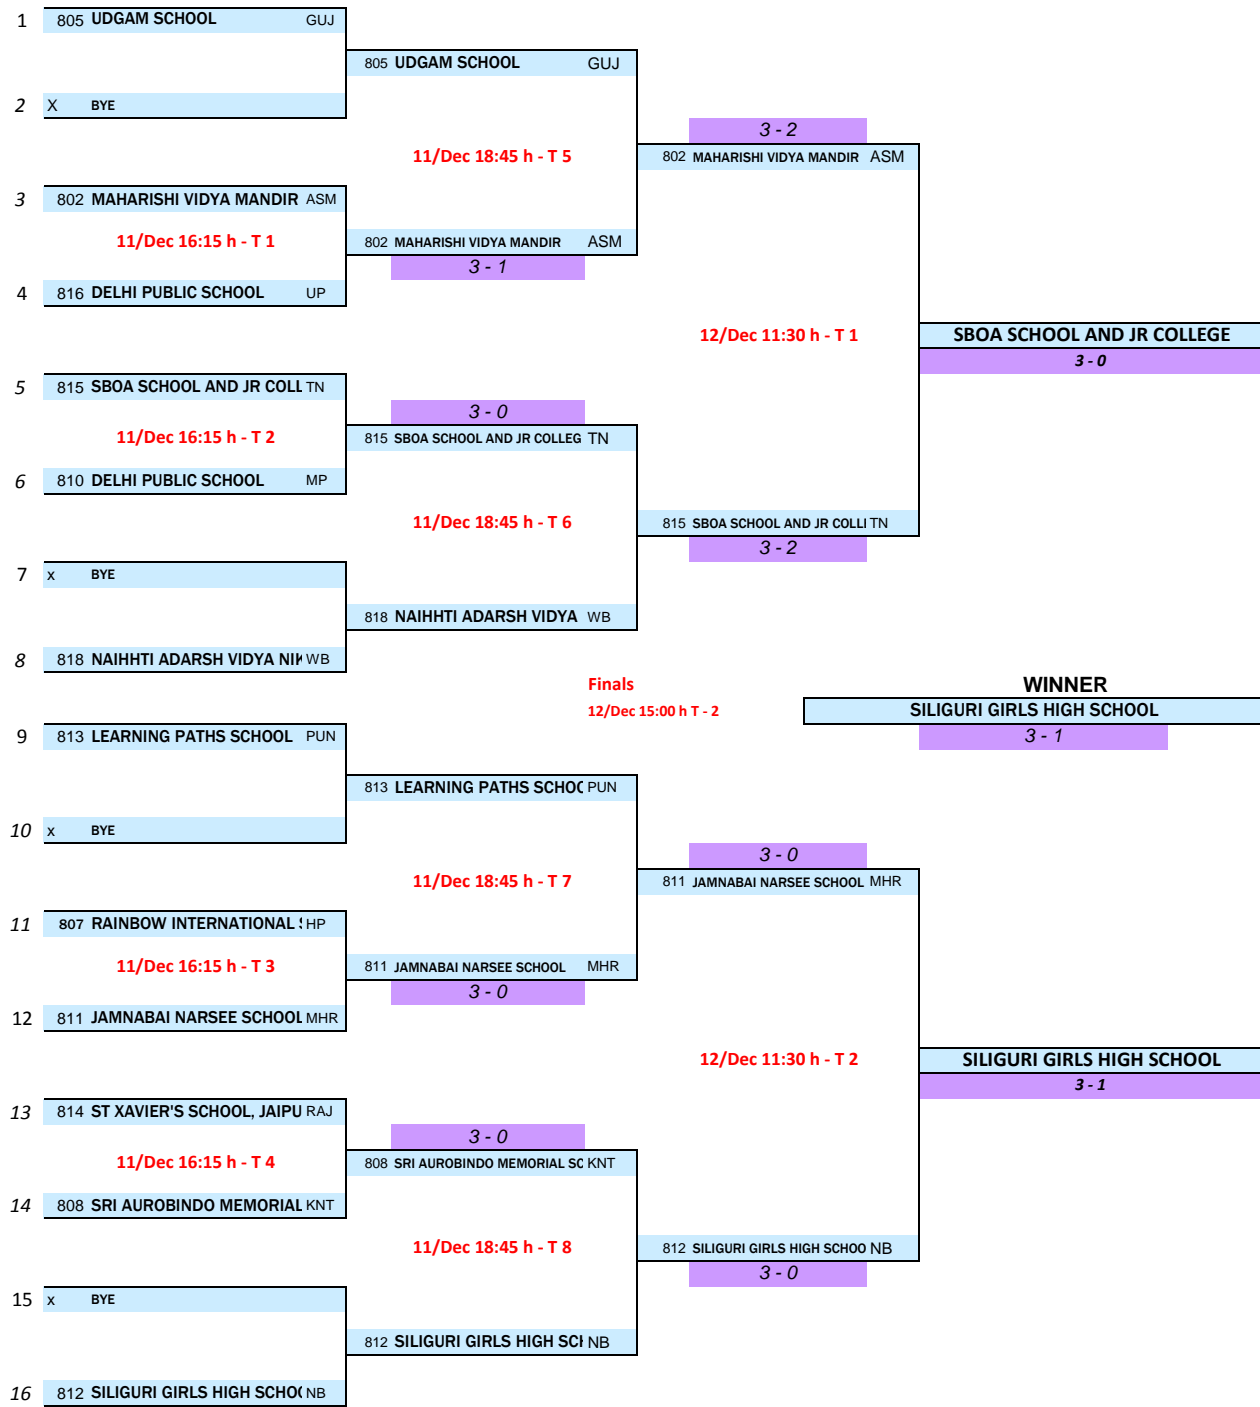 1 805 UDGAM SCHOOL GUJ
805 UDGAM SCHOOL GUJ
2 X BYE
3 - 2
11/Dec 18:45 h - T 5
802 MAHARISHI VIDYA MANDIR ASM
3 802 MAHARISHI VIDYA MANDIR ASM
11/Dec 16:15 h - T 1
802 MAHARISHI VIDYA MANDIR ASM
3 - 1
4 816 DELHI PUBLIC SCHOOL UP
12/Dec 11:30 h - T 1
SBOA SCHOOL AND JR COLLEGE
3 - 0
5 815 SBOA SCHOOL AND JR COLL TN
3 - 0
11/Dec 16:15 h - T 2
815 SBOA SCHOOL AND JR COLLEG TN
6 810 DELHI PUBLIC SCHOOL MP
11/Dec 18:45 h - T 6
815 SBOA SCHOOL AND JR COLLI TN
3 - 2
7 x BYE
818 NAIHHTI ADARSH VIDYA WB
8 818 NAIHHTI ADARSH VIDYA NIK WB
Finals
WINNER
12/Dec 15:00 h T - 2
SILIGURI GIRLS HIGH SCHOOL
3 - 1
9 813 LEARNING PATHS SCHOOL PUN
813 LEARNING PATHS SCHOC PUN
10 x BYE
3 - 0
11/Dec 18:45 h - T 7
811 JAMNABAI NARSEE SCHOOL MHR
11 807 RAINBOW INTERNATIONAL S HP
11/Dec 16:15 h - T 3
811 JAMNABAI NARSEE SCHOOL MHR
3 - 0
12 811 JAMNABAI NARSEE SCHOOL MHR
12/Dec 11:30 h - T 2
SILIGURI GIRLS HIGH SCHOOL
3 - 1
13 814 ST XAVIER'S SCHOOL, JAIPU RAJ
3 - 0
11/Dec 16:15 h - T 4
808 SRI AUROBINDO MEMORIAL SC KNT
14 808 SRI AUROBINDO MEMORIAL KNT
11/Dec 18:45 h - T 8
812 SILIGURI GIRLS HIGH SCHOO NB
3 - 0
15 x BYE
812 SILIGURI GIRLS HIGH SCH NB
16 812 SILIGURI GIRLS HIGH SCHOO NB